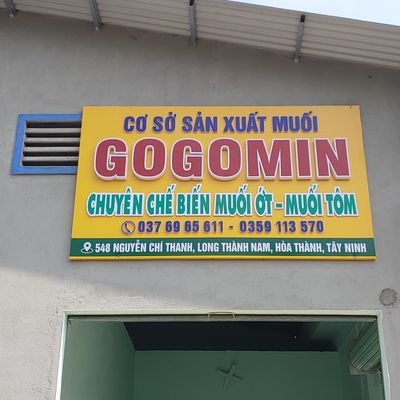 CƠ SỞ SẢN XUẤT MUỐI
GOGOMIN
CHUYÊN CHẾ BIẾN MUỐI ỚT - MUỐI TÔM
037 69 65 611 - 0359 113 570
548 NGUYỄN CHÍ THANH, LONG THÀNH NAM, HÒA THÀNH, TÂY NINH